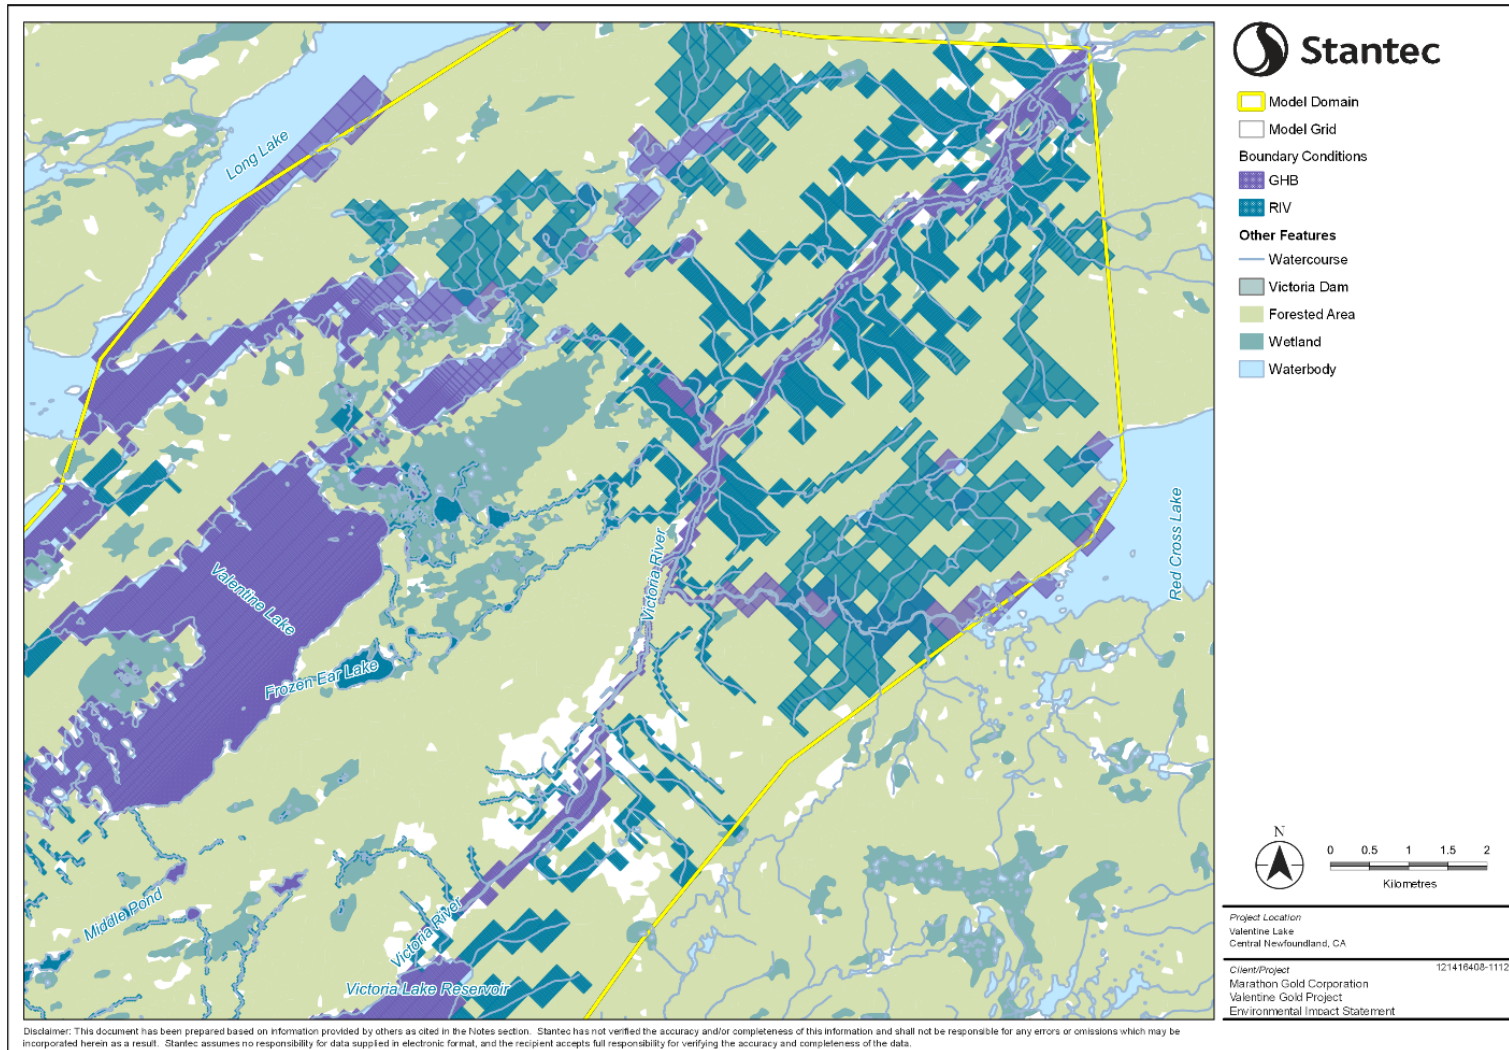 Stantec
Model Domain
Model Grid
Boundary Conditions
GHB
RIV
Other Features
Watercourse
Victoria Dam
Forested Area
Wetland
Waterbody
Long Lake
Valentine Lake
Frozen Ear Lake
Victoria River
Red Cross Lake
Middle Pond
Victoria River
Victoria Lake Reservoir
N
0 0.5 1 1.5 2
Kilometres
Project Location
Valentine Lake
Central Newfoundland, CA
Client/Project 121416408-1112
Marathon Gold Corporation
Valentine Gold Project
Environmental Impact Statement
Disclaimer: This document has been prepared based on information provided by others as cited in the Notes section. Stantec has not verified the accuracy and/or completeness of this information and shall not be responsible for any errors or omissions which may be
incorporated herein as a result. Stantec assumes no responsibility for data supplied in electronic format, and the recipient accepts full responsibility for verifying the accuracy and completeness of the data.